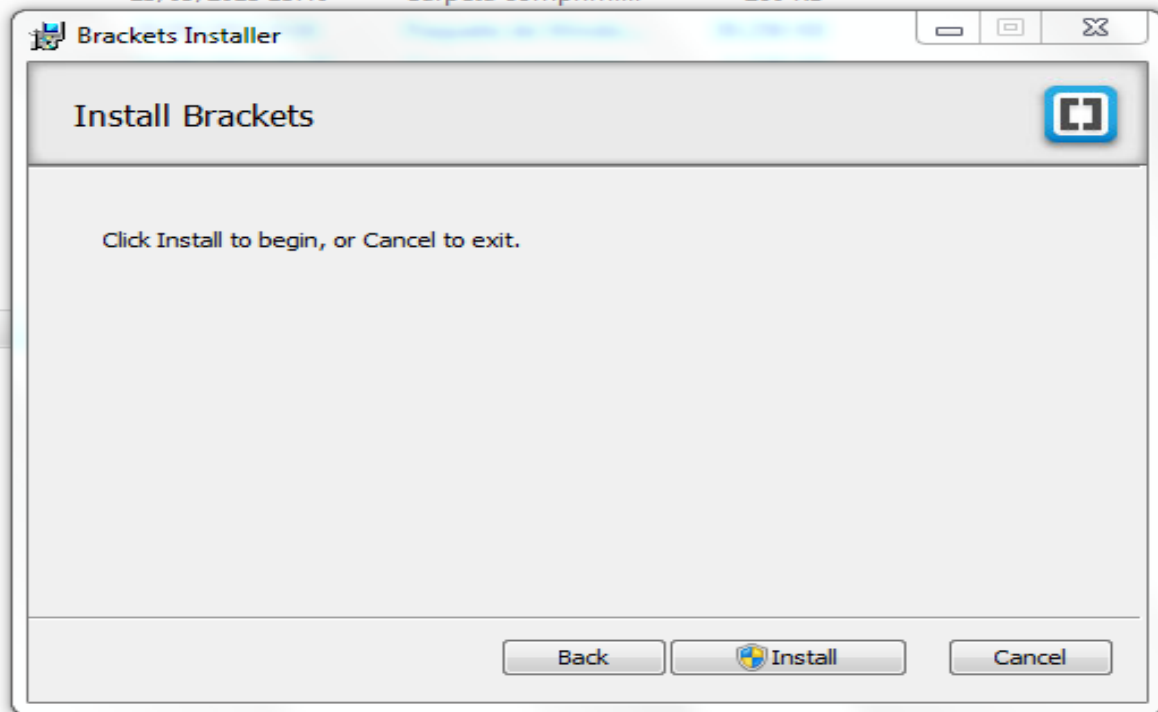 Brackets Installer
Install Brackets
Click Install to begin, or Cancel to exit.
Back
Install
Cancel